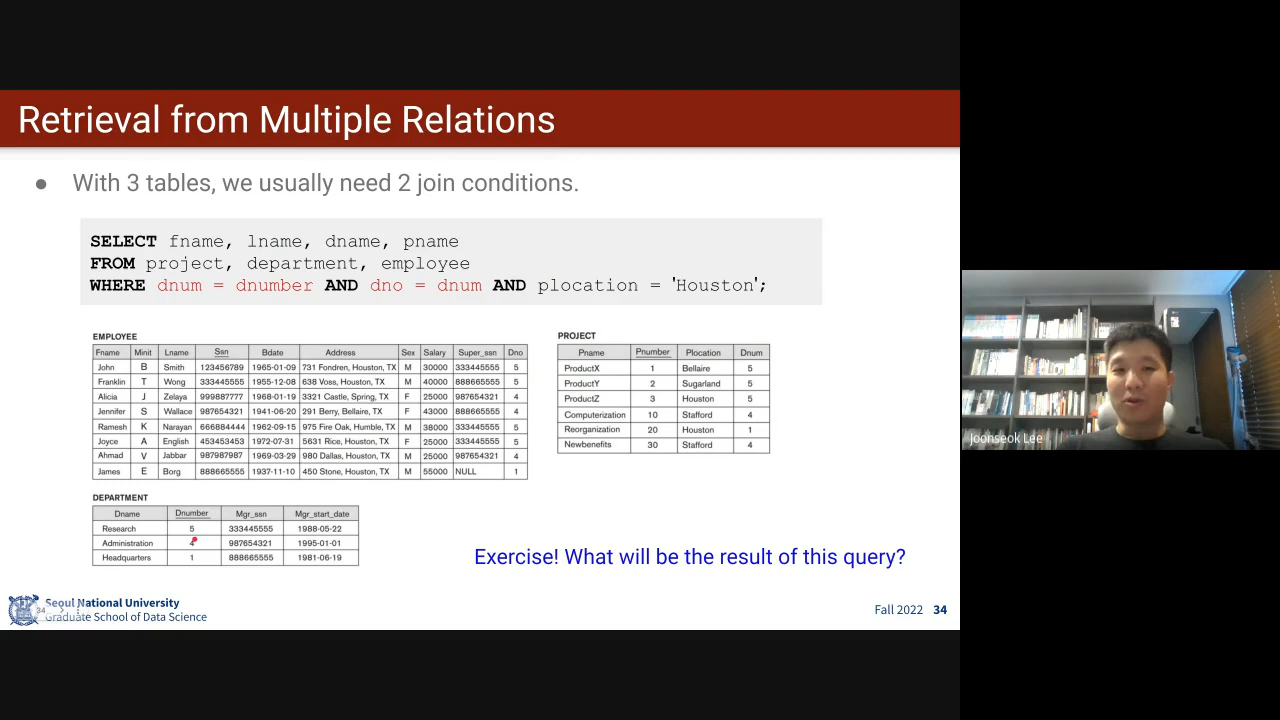 Retrieval from Multiple Relations
● With 3 tables, we usually need 2 join conditions.
SELECT fname, lname, dname, pname
FROM project, department, employee
WHERE dnum = dnumber AND dno = dnum AND plocation = 'Houston';
EMPLOYEE
Fname Minit Lname Ssn Bdate Address Sex Salary Super_ssn Dno
John B Smith 123456789 1965-01-09 731 Fondren, Houston, TX M 30000 333445555 5
Franklin T Wong 333445555 1955-12-08 638 Voss, Houston, TX M 40000 888665555 5
Alicia J Zelaya 999887777 1968-01-19 3321 Castle, Spring, TX F 25000 987654321 4
Jennifer S Wallace 987654321 1941-06-20 291 Berry, Bellaire, TX F 43000 888665555 4
Ramesh K Narayan 666884444 1962-09-15 975 Fire Oak, Humble, TX M 38000 333445555 5
Joyce A English 453453453 1972-07-31 5631 Rice, Houston, TX F 25000 333445555 5
Ahmad V Jabbar 987987987 1969-03-29 980 Dallas, Houston, TX M 25000 987654321 4
James E Borg 888665555 1937-11-10 450 Stone, Houston, TX M 55000 NULL 1
PROJECT
Pname Pnumber Plocation Dnum
ProductX 1 Bellaire 5
ProductY 2 Sugarland 5
ProductZ 3 Houston 5
Computerization 10 Stafford 4
Reorganization 20 Houston 1
Newbenefits 30 Stafford 4
DEPARTMENT
Dname Dnumber Mgr_ssn Mgr_start_date
Research 5 333445555 1988-05-22
Administration 4 987654321 1995-01-01
Headquarters 1 888665555 1981-06-19
Exercise! What will be the result of this query?
Seoul National University
Graduate School of Data Science
34
Fall 2022 34
Joonseok Lee